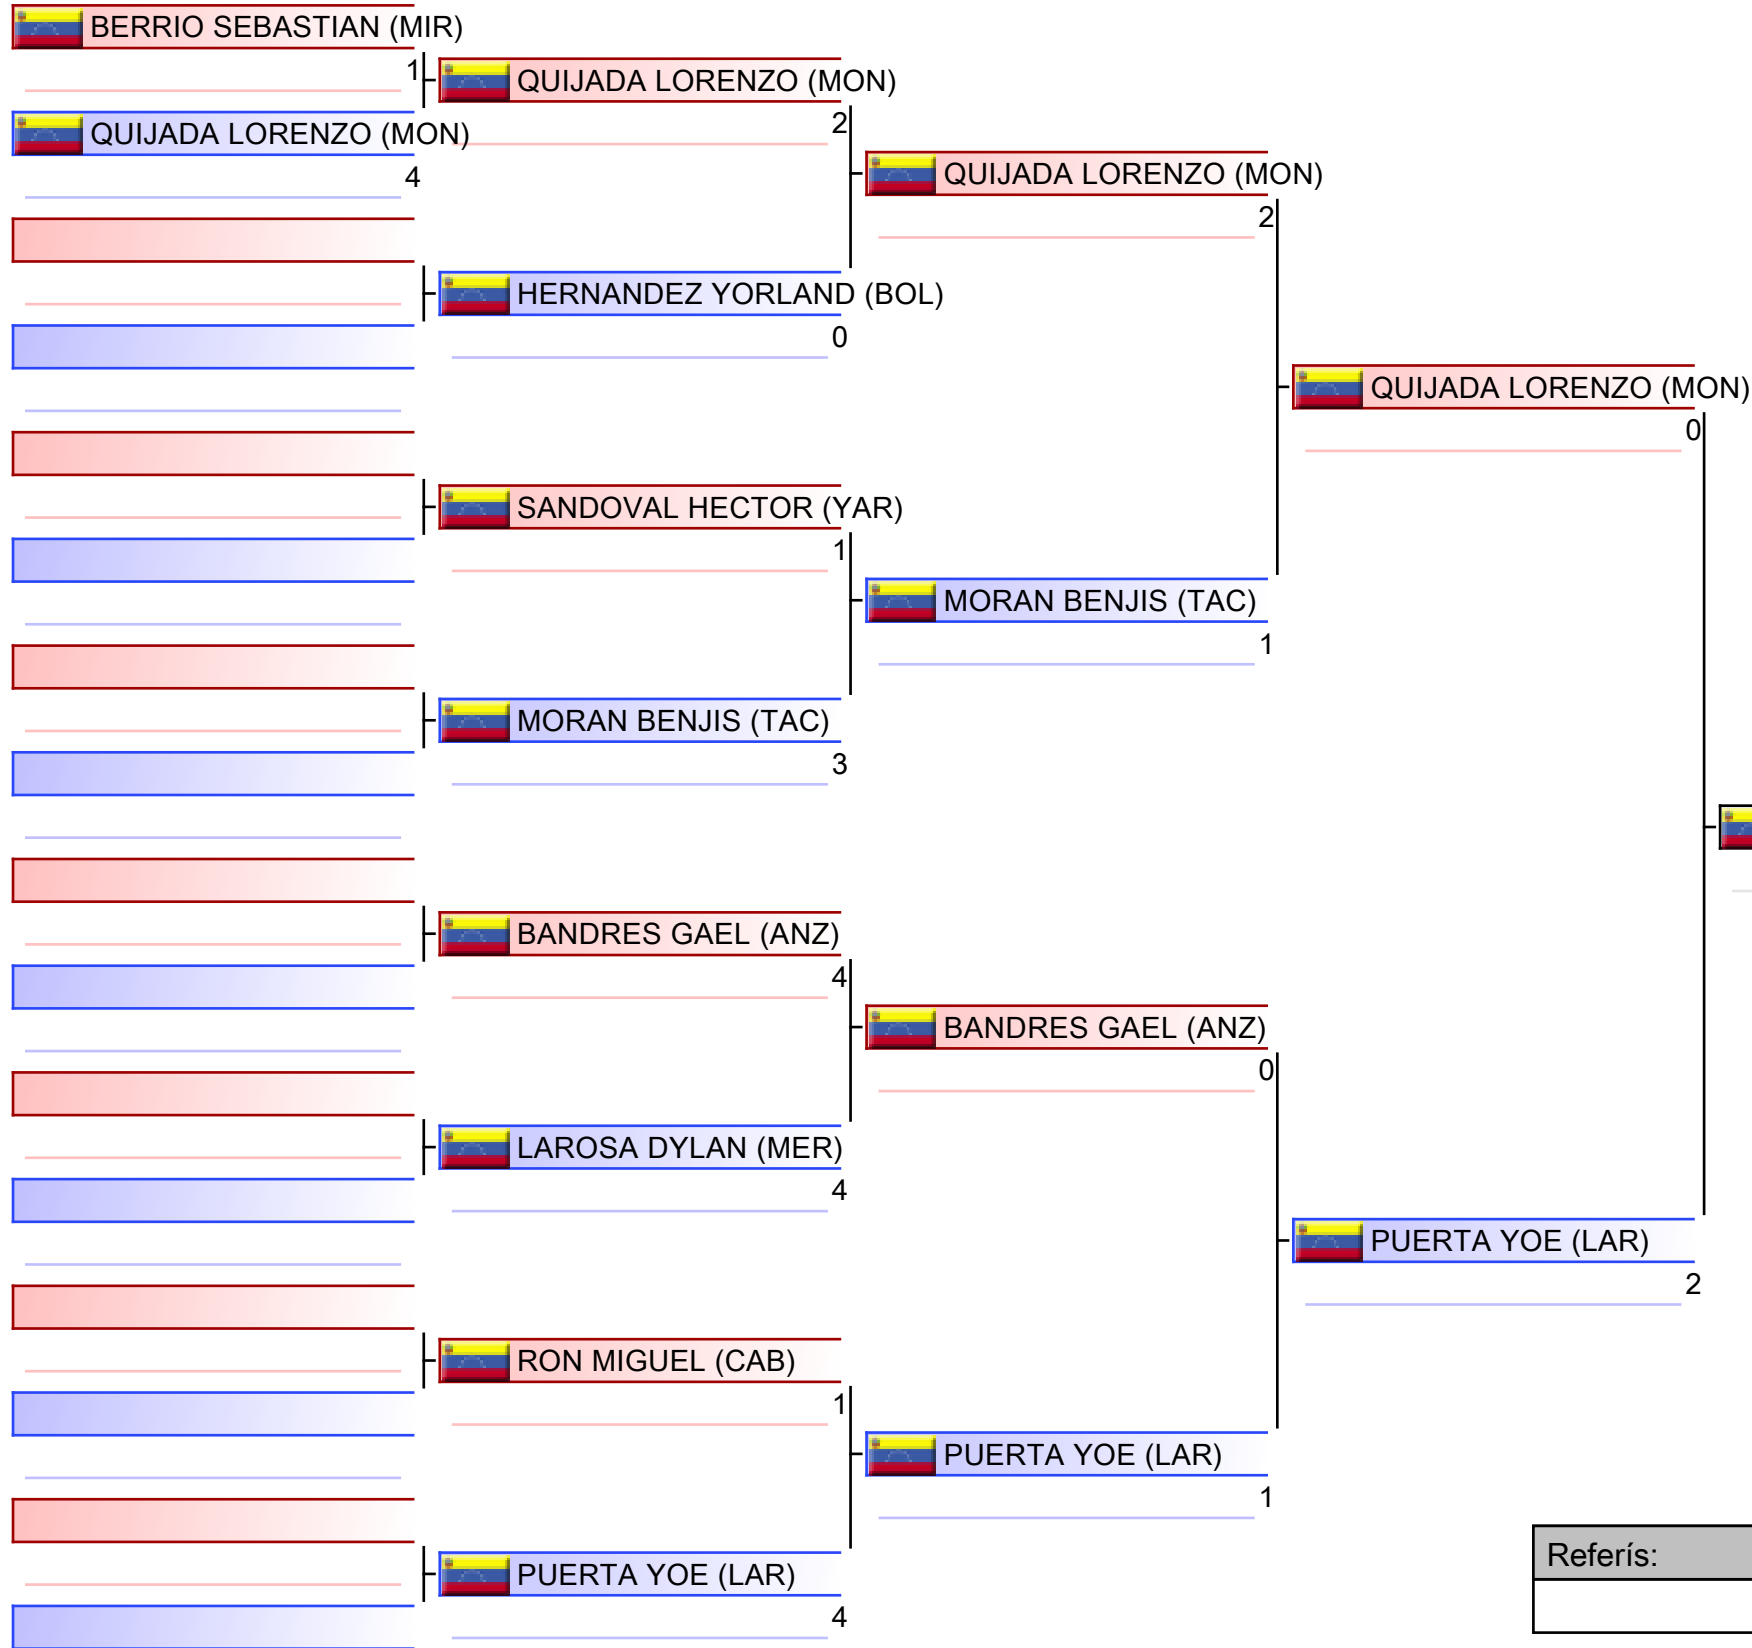 BERRIO SEBASTIAN (MIR)
1
QUIJADA LORENZO (MON)
4
QUIJADA LORENZO (MON)
2
HERNANDEZ YORLAND (BOL)
0
SANDOVAL HECTOR (YAR)
1
MORAN BENJIS (TAC)
3
BANDRES GAEL (ANZ)
4
LAROSA DYLAN (MER)
4
RON MIGUEL (CAB)
1
PUERTA YOE (LAR)
4
QUIJADA LORENZO (MON)
2
MORAN BENJIS (TAC)
1
BANDRES GAEL (ANZ)
0
PUERTA YOE (LAR)
1
QUIJADA LORENZO (MON)
0
PUERTA YOE (LAR)
2
Referís: